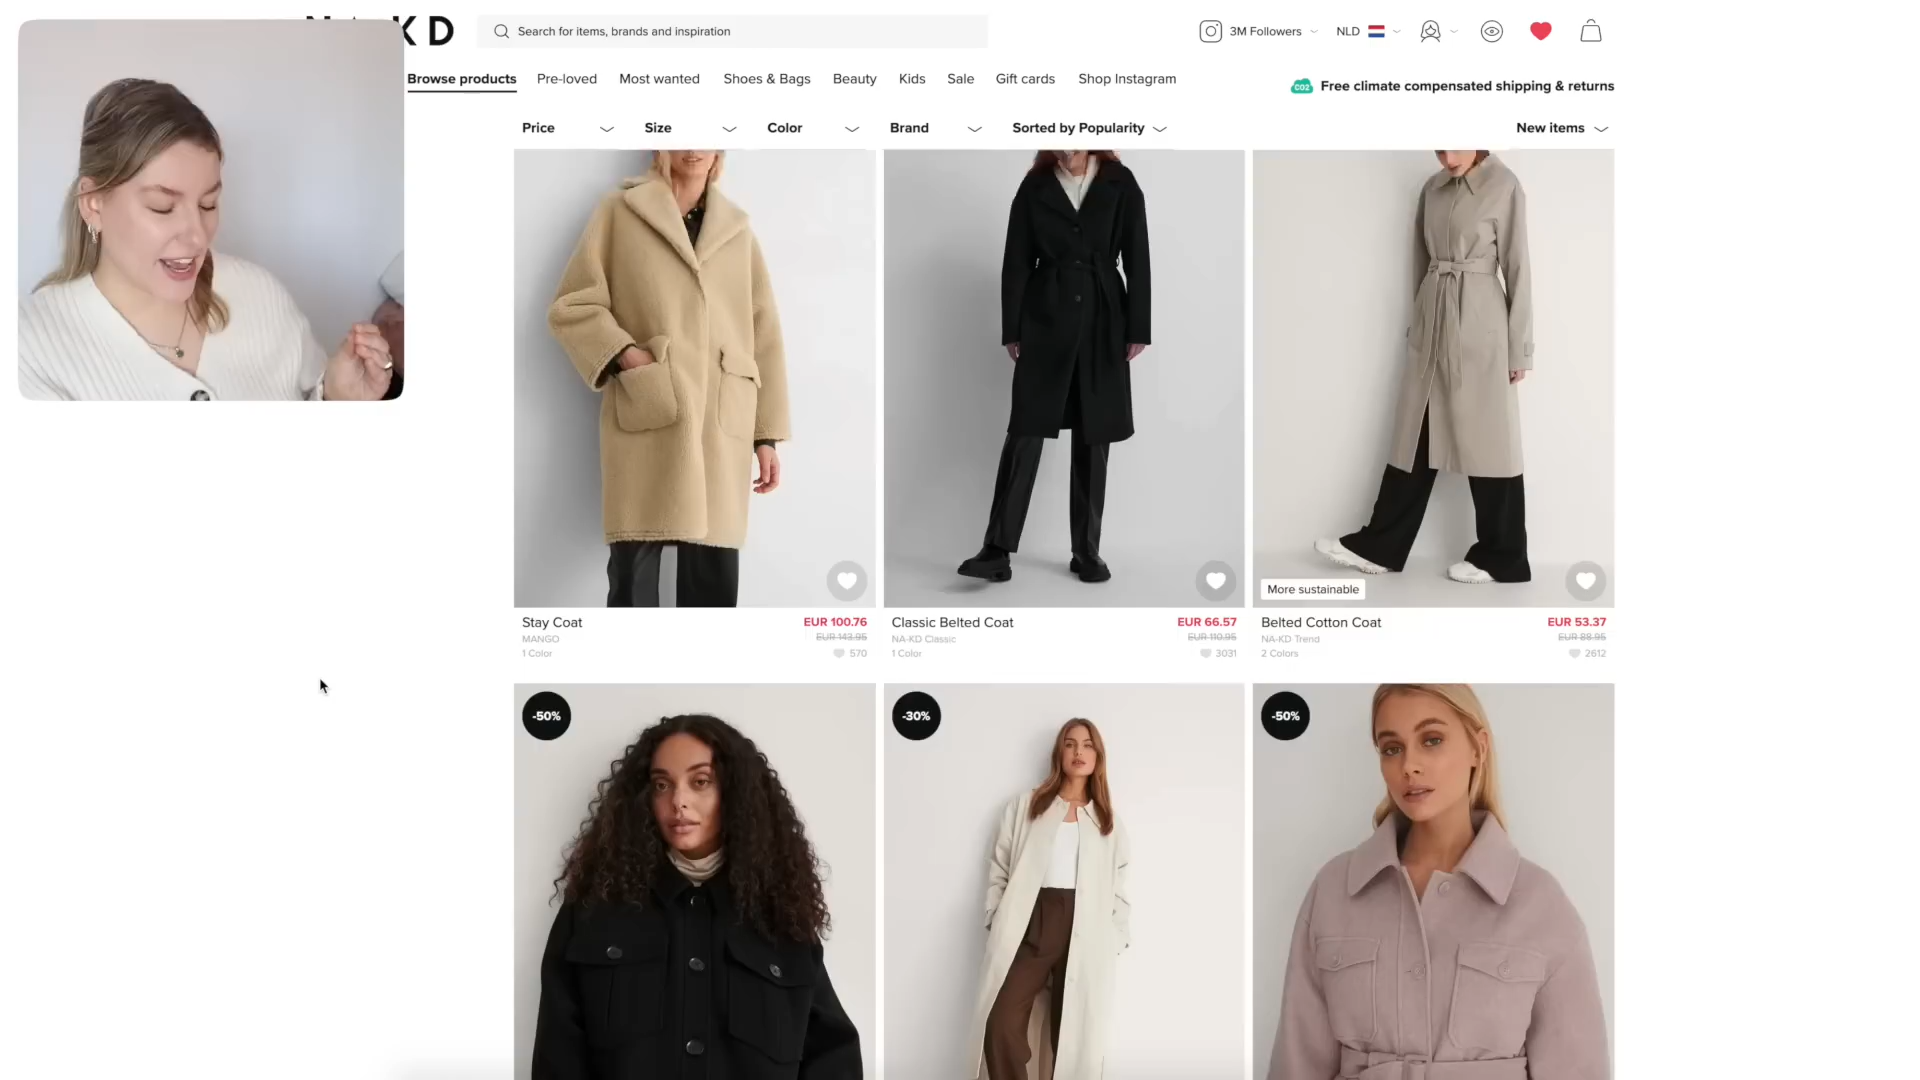 KD
Search for items, brands and inspiration
3M Followers
NLD
Browse products
Pre-loved
Most wanted
Shoes & Bags
Beauty
Kids
Sale
Gift cards
Shop Instagram
CO2
Free climate compensated shipping & returns
Price
Size
Color
Brand
Sorted by Popularity
New items
More sustainable
Stay Coat
EUR 100.76
MANGO
EUR 143.95
1 Color
570
Classic Belted Coat
EUR 66.57
NA-KD Classic
EUR 110.95
1 Color
3031
Belted Cotton Coat
EUR 53.37
NA-KD Trend
EUR 88.95
2 Colors
2612
-50%
-30%
-50%